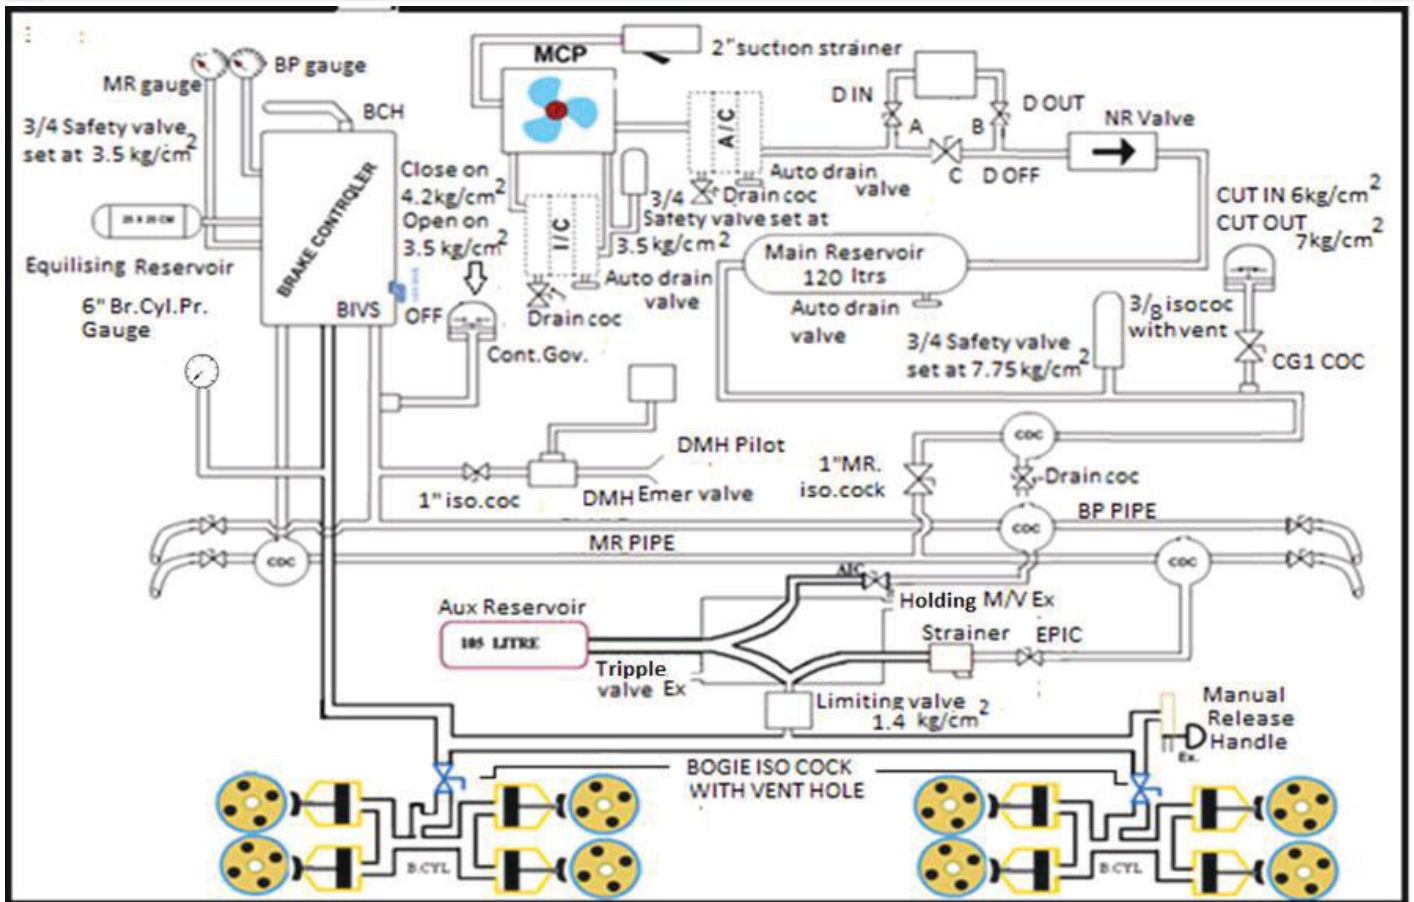 MCP
2"suction strainer
BP gauge
MR gauge
BCH
D IN
D OUT
NR Valve
3/4 Safety valve
set at 3.5 kg/cm2
A
B
A/C
C D OFF
Close on
4.2kg/cm2
Open on
3.5 kg/cm2
BRAKE CONTROLER
25 X 25 CM
Auto drain
valve
Drain coc
3/4
Safety valve set at
3.5 kg/cm2
I/C
CUT IN 6kg/cm2
CUT OUT
7kg/cm2
Main Reservoir
120 ltrs
Equilising Reservoir
Auto drain
valve
6" Br.Cyl.Pr.
Gauge
BIVS
OFF
Drain coc
Auto drain
valve
3/8 isococ
with vent
Cont.Gov.
3/4 Safety valve
set at 7.75 kg/cm2
CG1 COC
COC
DMH Pilot
1"MR.
iso.cock
Drain coc
1" iso.coc
DMH Emer valve
COC
BP PIPE
MR PIPE
COC
COC
AIC
Holding M/V Ex
Aux Reservoir
105 LITRE
Strainer
EPIC
Tripple
valve Ex
Limiting valve
1.4 kg/cm2
Manual
Release
Handle
Ex.
BOGIE ISO COCK
WITH VENT HOLE
B.CYL
B.CYL